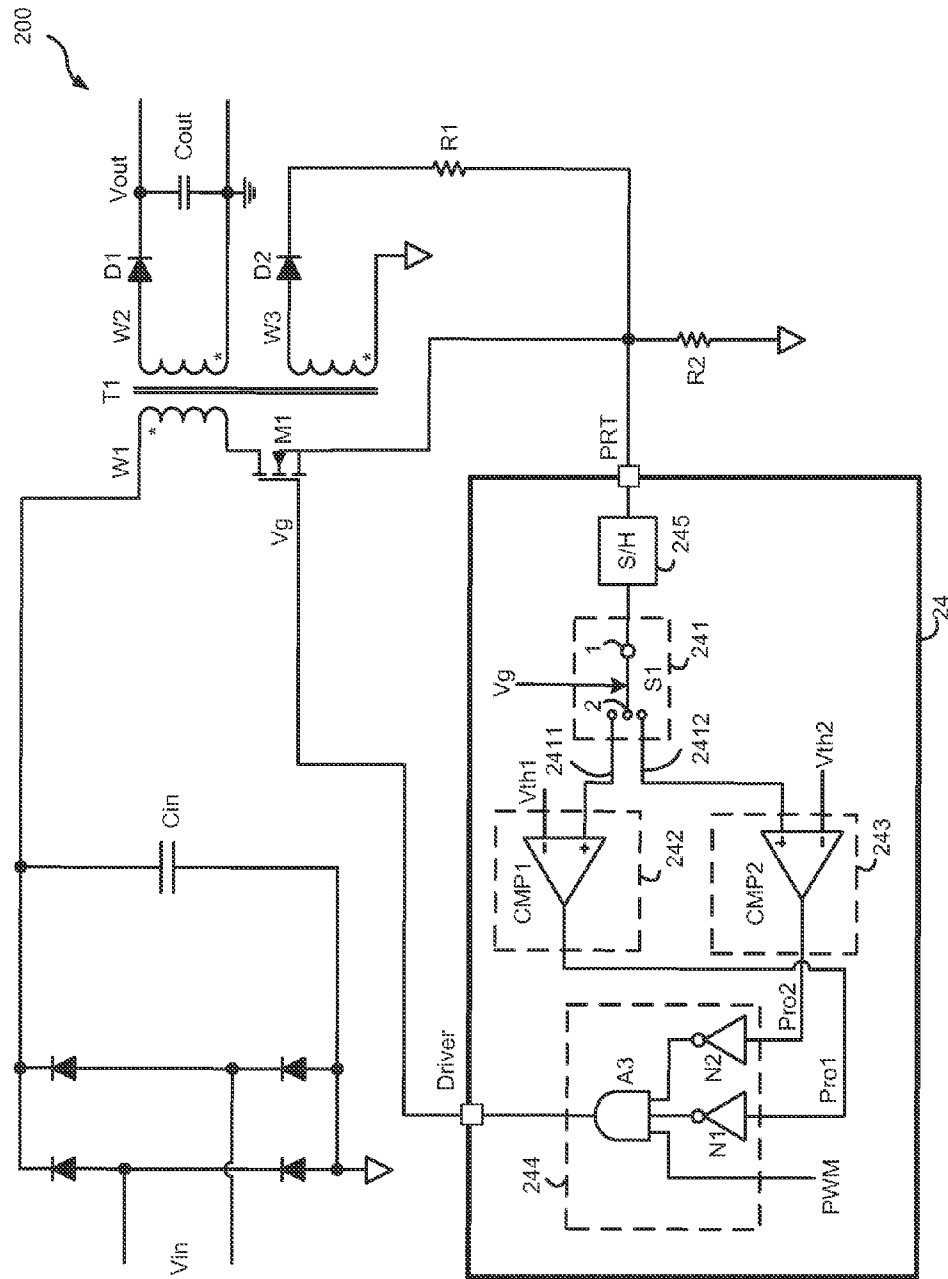 200
Vout
Cout
D1
W2
T1
W1
D2
W3
R1
M1
Vg
R2
PRT
Cin
Vin
Driver
S/H
245
Vg
1
2
S1
241
2411
2412
Vth1
CMP1
242
Vth2
CMP2
243
244
A3
N2
N1
Pro2
Pro1
PWM
24
*
*
*
+
-
+
-